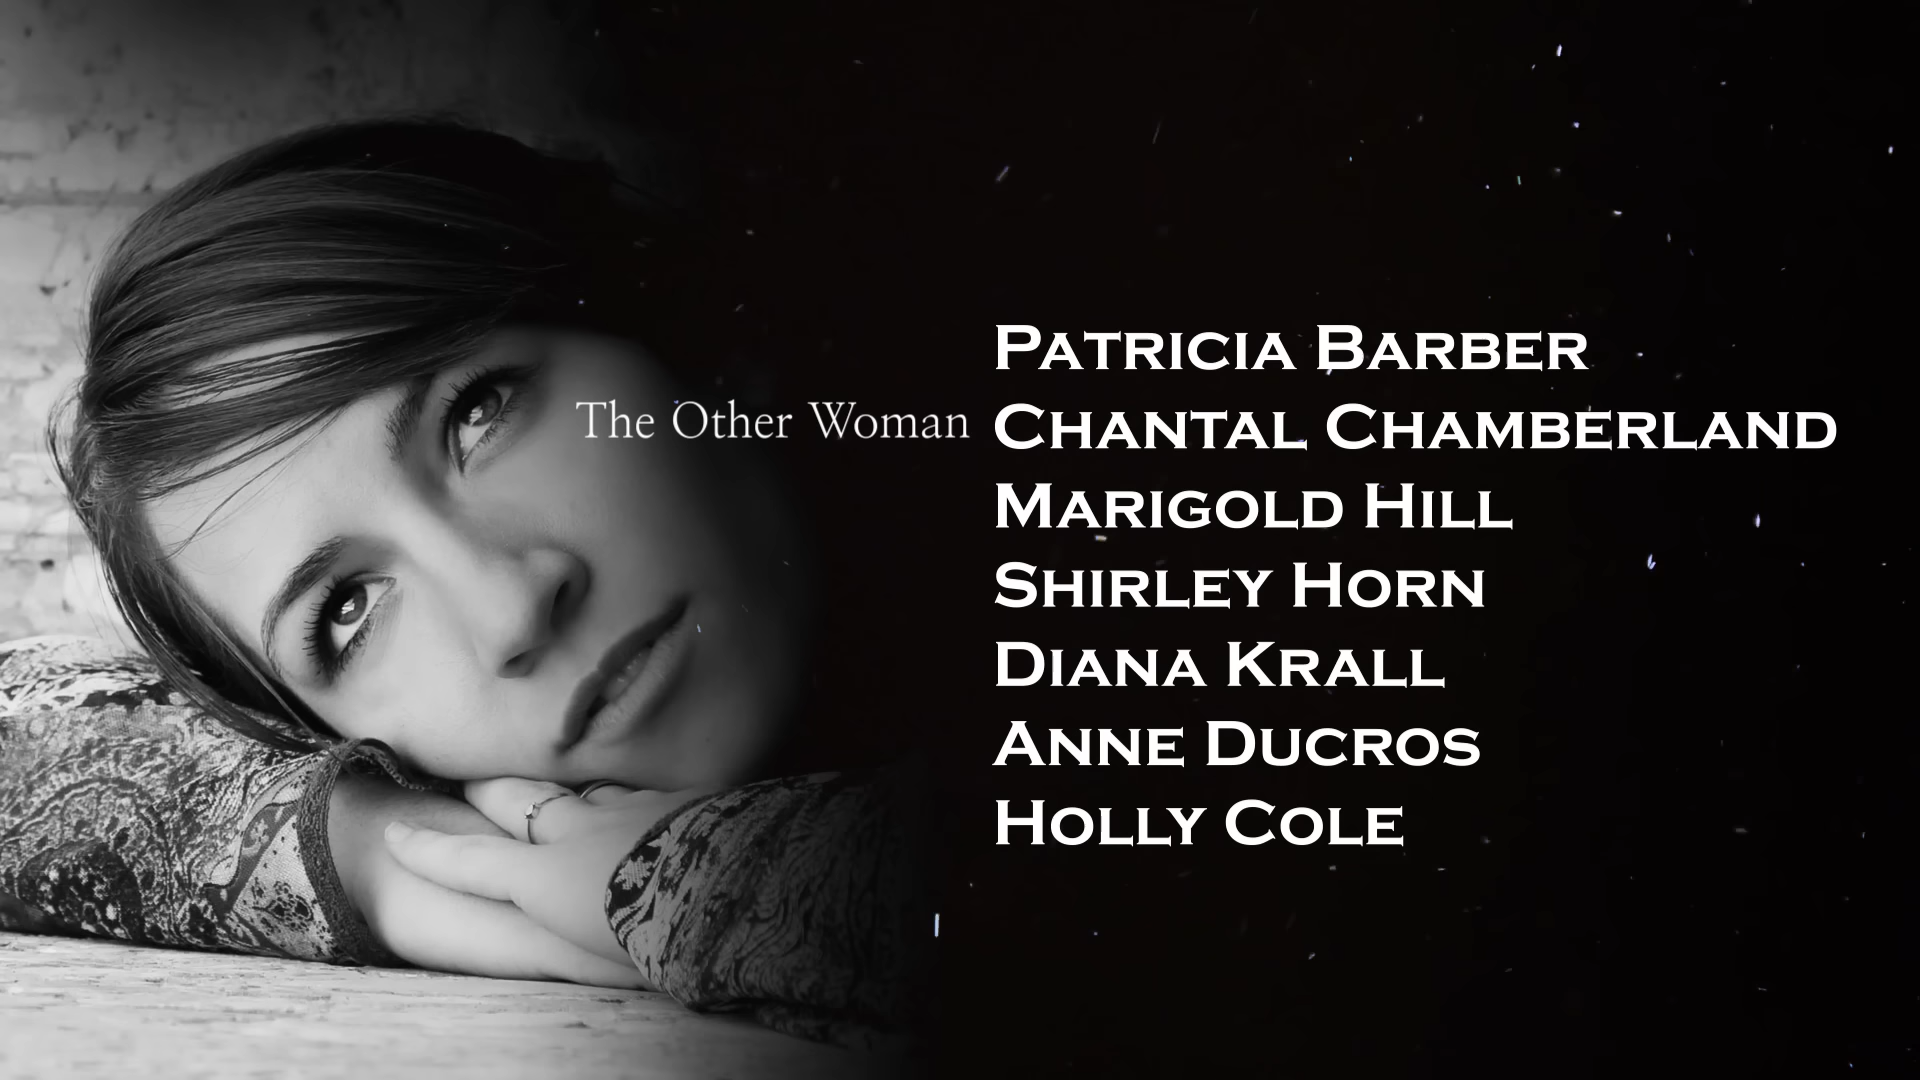 Patricia Barber
The Other Woman Chantal Chamberland
Marigold Hill
Shirley Horn
Diana Krall
Anne Ducros
Holly Cole